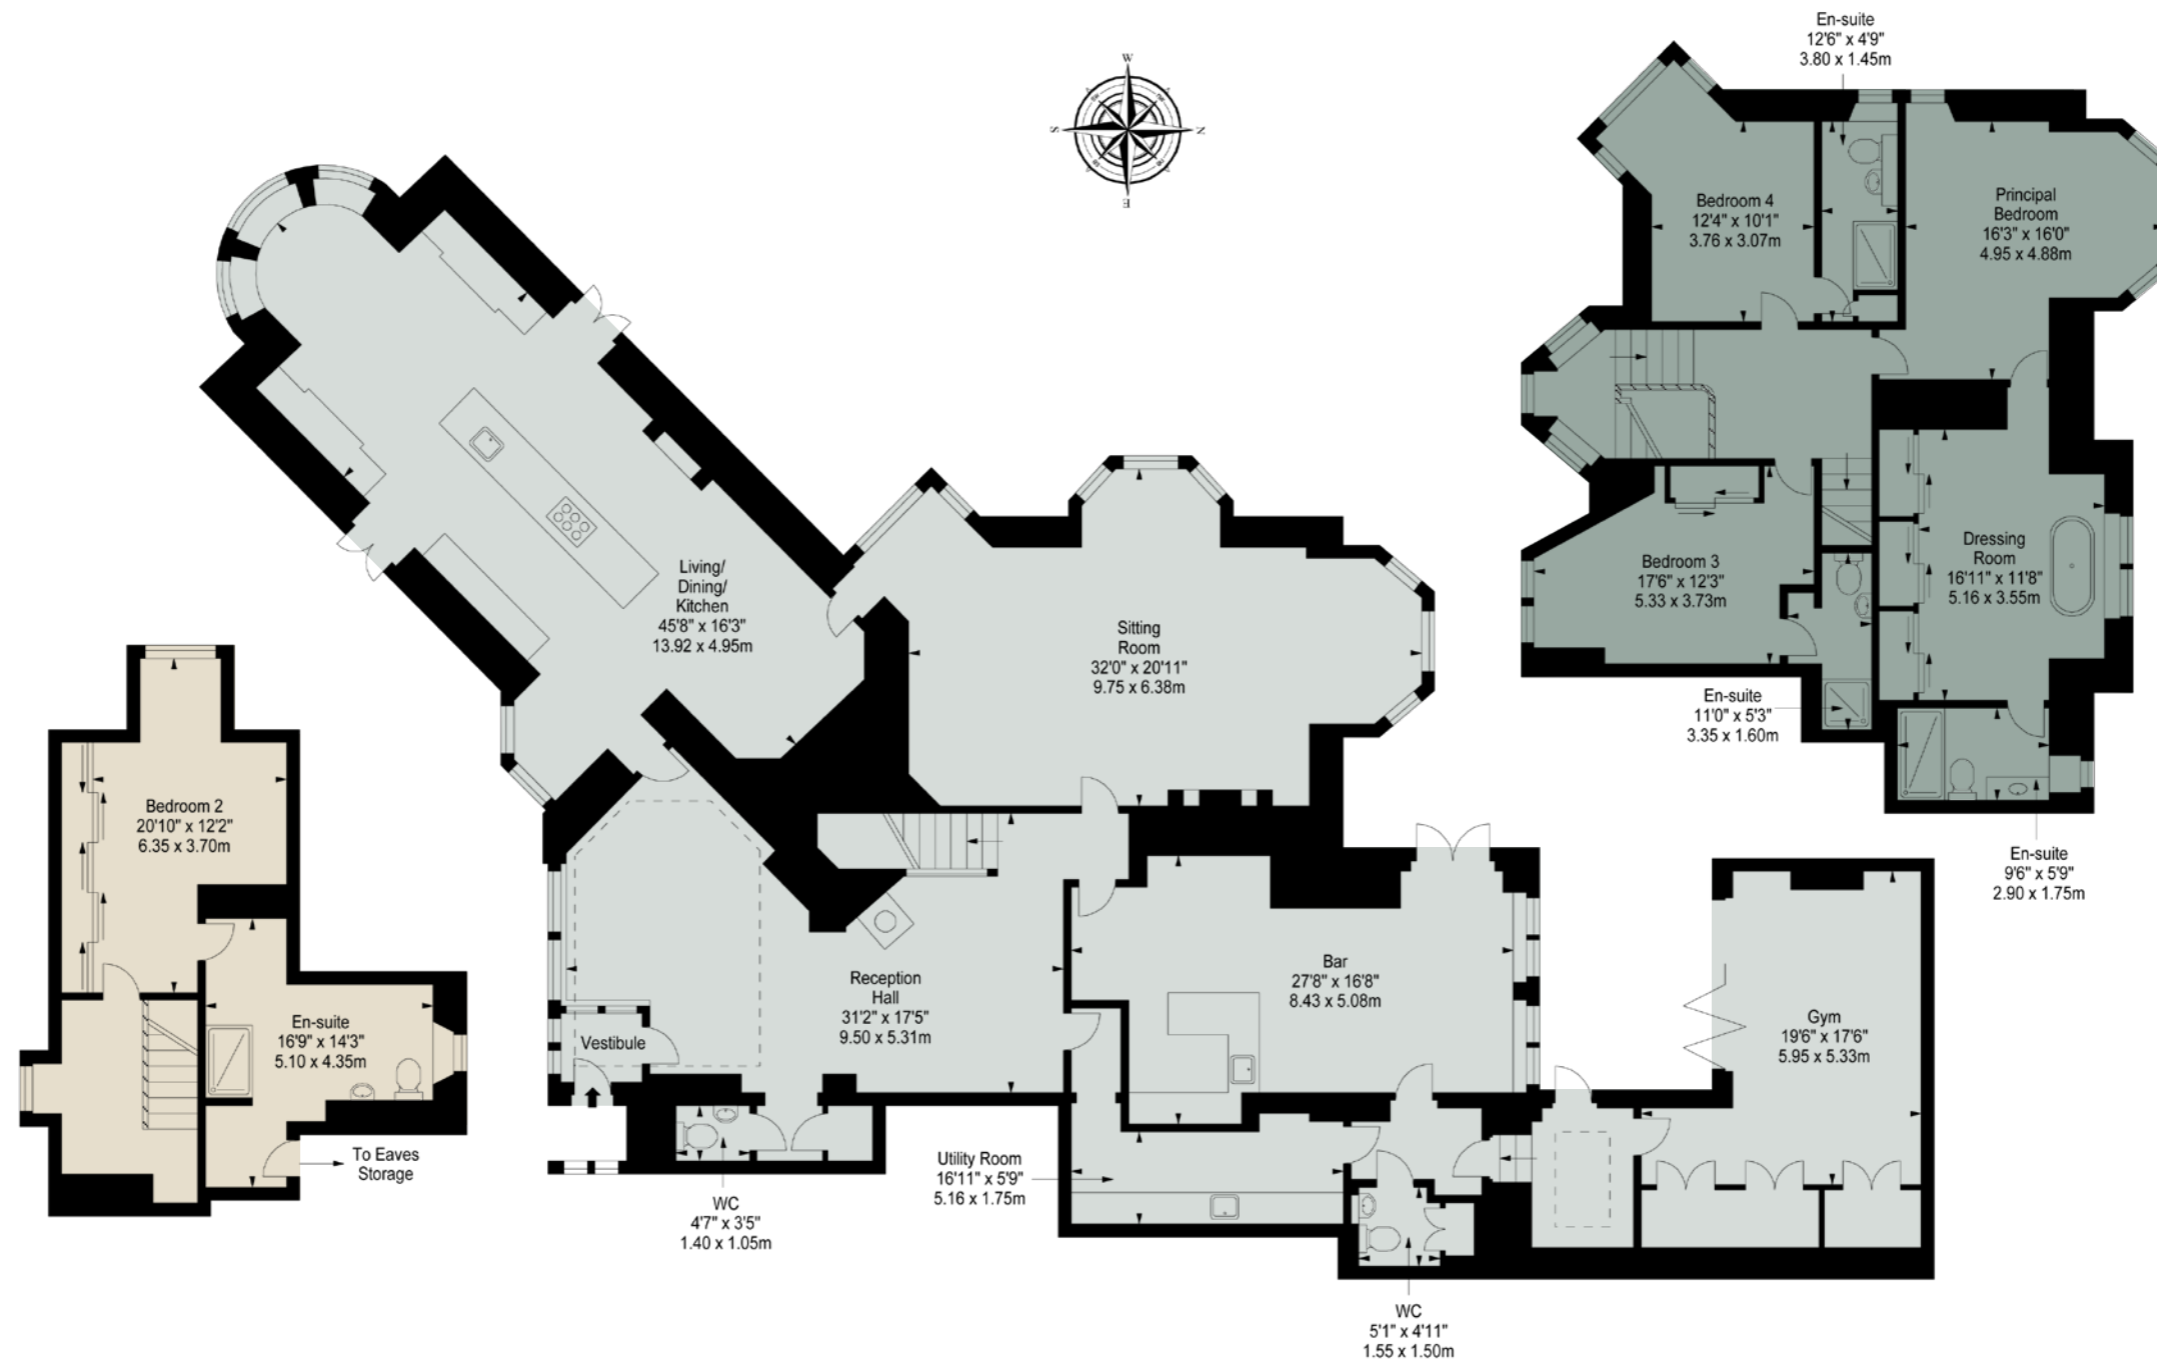 En-suite
12'6" x 4'9"
3.80 x 1.45m
W
S
N
E
Bedroom 4
12'4" x 10'1"
3.76 x 3.07m
Principal
Bedroom
16'3" x 16'0"
4.95 x 4.88m
Living/
Dining/
Kitchen
45'8" x 16'3"
13.92 x 4.95m
Sitting
Room
32'0" x 20'11"
9.75 x 6.38m
Bedroom 3
17'6" x 12'3"
5.33 x 3.73m
Dressing
Room
16'11" x 11'8"
5.16 x 3.55m
En-suite
11'0" x 5'3"
3.35 x 1.60m
En-suite
9'6" x 5'9"
2.90 x 1.75m
Bedroom 2
20'10" x 12'2"
6.35 x 3.70m
En-suite
16'9" x 14'3"
5.10 x 4.35m
To Eaves
Storage
Vestibule
Reception
Hall
31'2" x 17'5"
9.50 x 5.31m
Bar
27'8" x 16'8"
8.43 x 5.08m
Gym
19'6" x 17'6"
5.95 x 5.33m
Utility Room
16'11" x 5'9"
5.16 x 1.75m
WC
4'7" x 3'5"
1.40 x 1.05m
WC
5'1" x 4'11"
1.55 x 1.50m